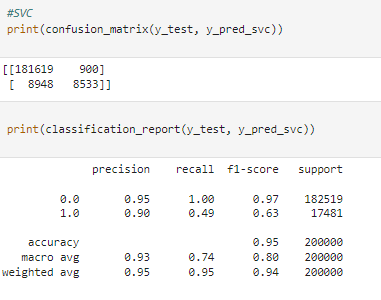 #SVC
print(confusion_matrix(y_test, y_pred_svc))
[[181619    900]
 [  8948   8533]]
print(classification_report(y_test, y_pred_svc))
              precision    recall  f1-score   support
         0.0       0.95      1.00      0.97    182519
         1.0       0.90      0.49      0.63     17481
    accuracy                           0.95    200000
   macro avg       0.93      0.74      0.80    200000
weighted avg       0.95      0.95      0.94    200000